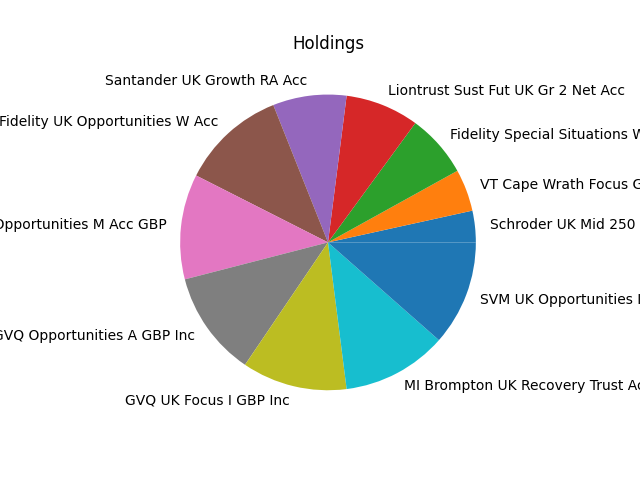 Holdings
Santander UK Growth RA Acc
Liontrust Sust Fut UK Gr 2 Net Acc
Fidelity UK Opportunities W Acc
Fidelity Special Situations W
VT Cape Wrath Focus G
Opportunities M Acc GBP
Schroder UK Mid 250
SVM UK Opportunities
GVQ Opportunities A GBP Inc
MI Brompton UK Recovery Trust Ac
GVQ UK Focus I GBP Inc